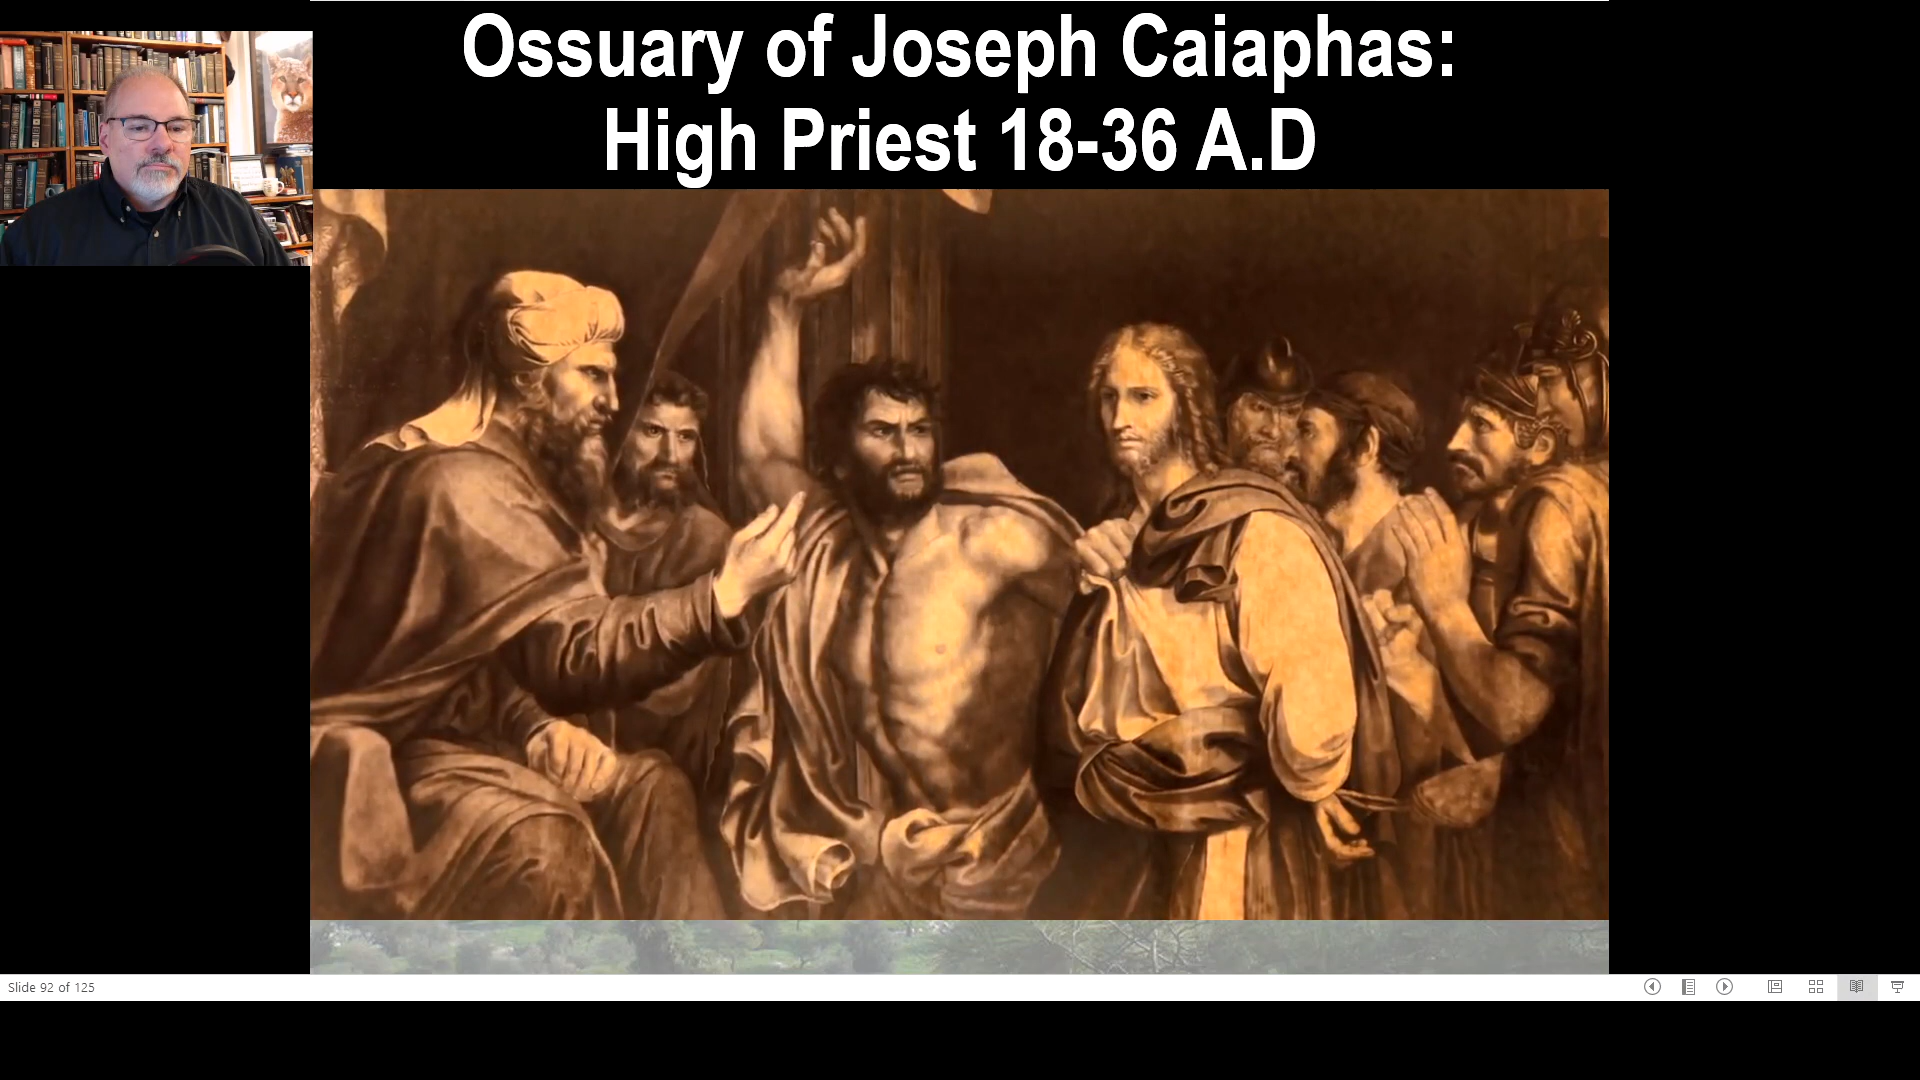 Ossuary of Joseph Caiaphas:
High Priest 18-36 A.D
Slide 92 of 125